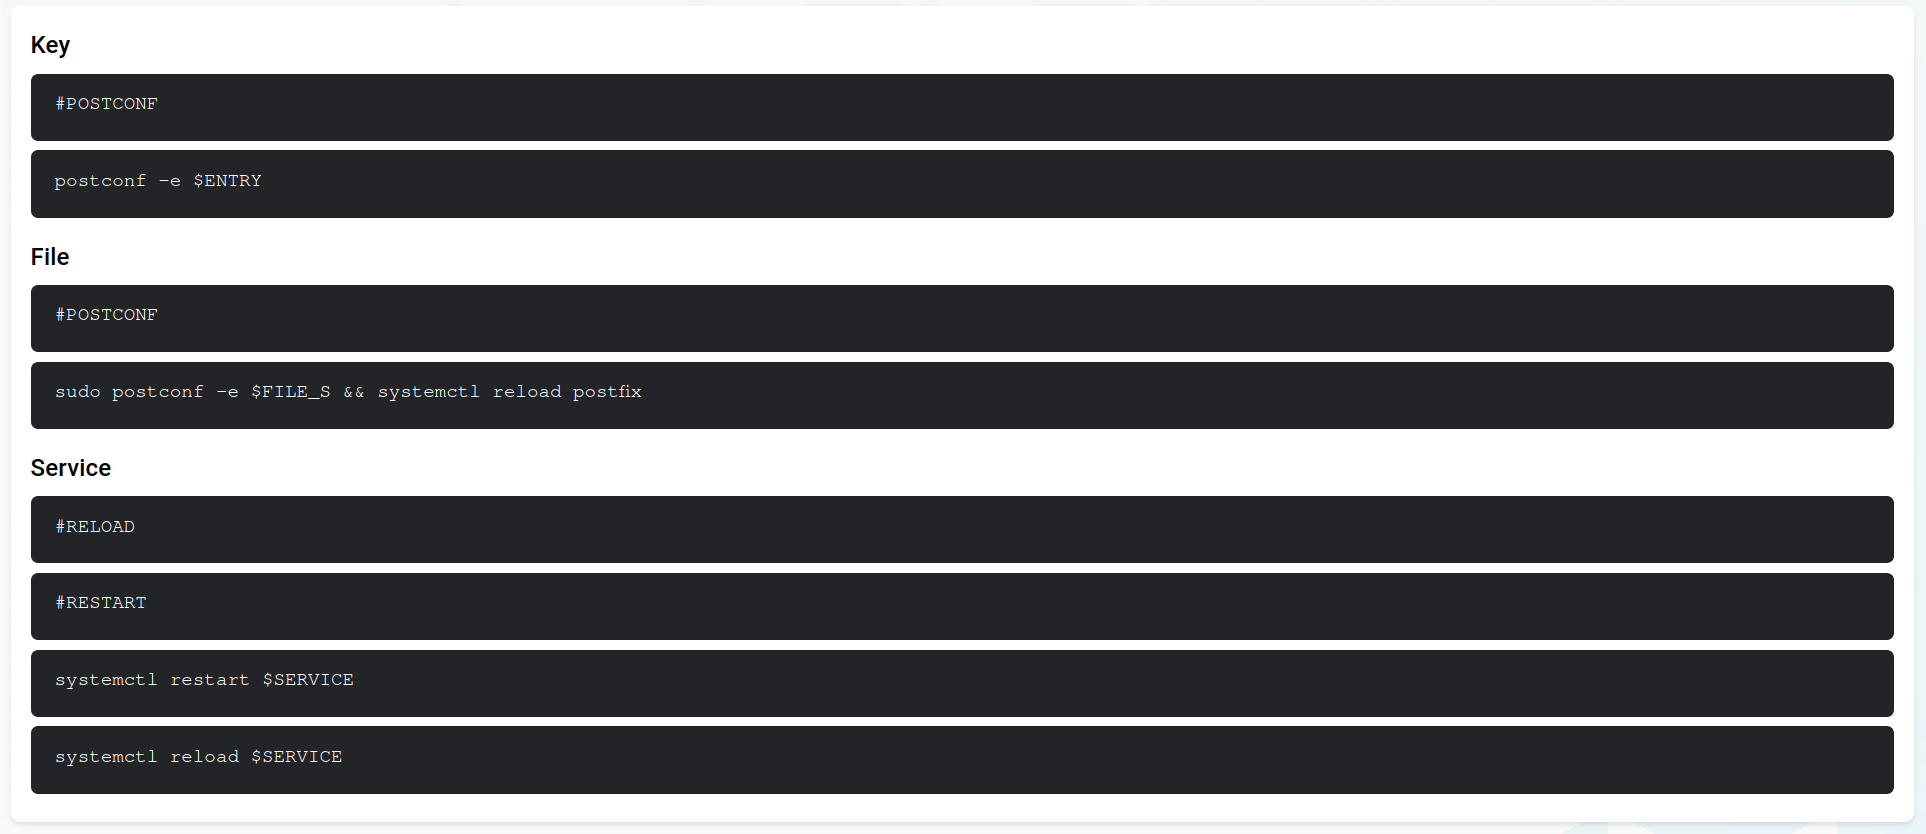 Key
#POSTCONF
postconf -e $ENTRY
File
#POSTCONF
sudo postconf -e $FILE_S && systemctl reload postfix
Service
#RELOAD
#RESTART
systemctl restart $SERVICE
systemctl reload $SERVICE